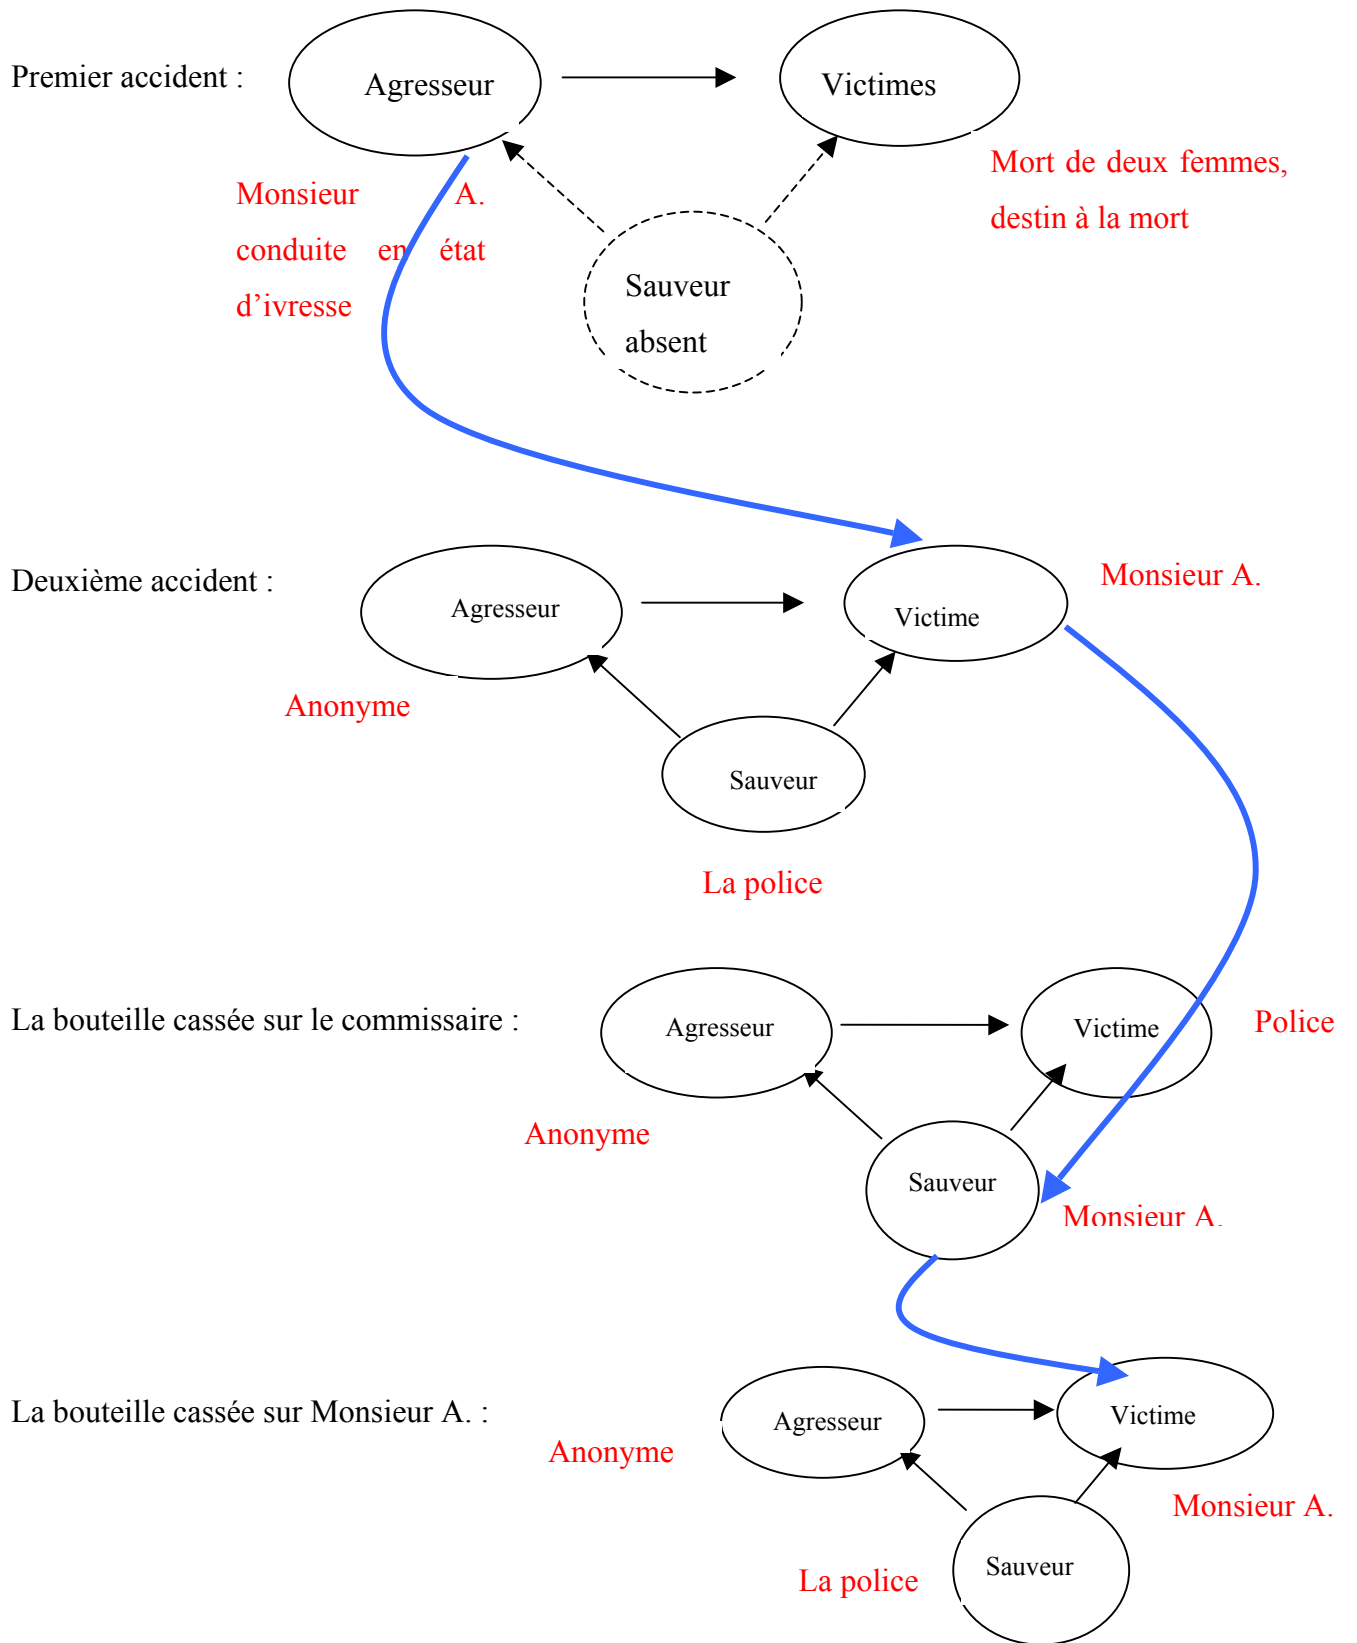 Premier accident :
Agresseur
Victimes
Monsieur A.
conduite en état
d’ivresse
Mort de deux femmes,
destin à la mort
Sauveur
absent
Deuxième accident :
Agresseur
Victime
Monsieur A.
Anonyme
Sauveur
La police
La bouteille cassée sur le commissaire :
Agresseur
Victime
Police
Anonyme
Sauveur
Monsieur A.
La bouteille cassée sur Monsieur A. :
Agresseur
Victime
Anonyme
Monsieur A.
Sauveur
La police